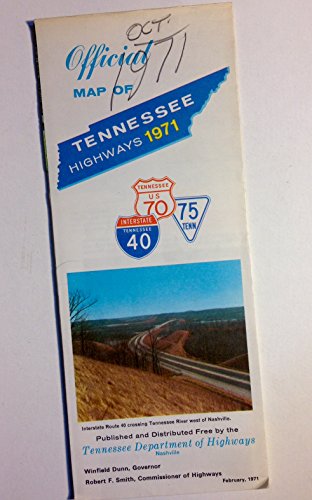 OCT.
1971
Official
MAP OF
TENNESSEE
HIGHWAYS 1971
TENNESSEE
US
70
75
TENN
INTERSTATE
TENNESSEE
40
Interstate Route 40 crossing Tennessee River west of Nashville.
Published and Distributed Free by the
Tennessee Department of Highways
Nashville
Winfield Dunn, Governor
Robert F. Smith, Commissioner of Highways
February, 1971